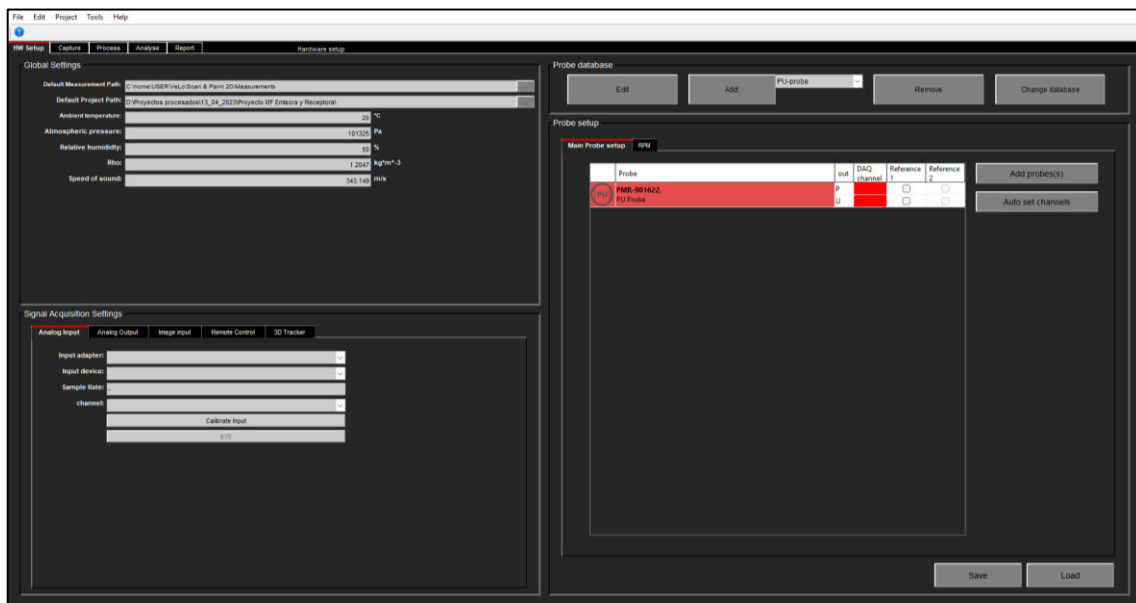 File Edit Project Tools Help
?
HW Setup Capture Process Analyse Report Hardware setup
Global Settings
Default Measurement Path: C:\home\USER\VeLo\Scan & Paint 2D\Measurements ...
Default Project Path: D:\Proyectos procesados\13_04_2023\Proyecto MF Emisora y Receptora\ ...
Ambient temperature: 20 °C
Atmospheric pressure: 101325 Pa
Relative humididty: 50 %
Rho: 1.2047 kg*m^-3
Speed of sound: 343.149 m/s
Signal Acquisition Settings
Analog Input Analog Output Image input Remote Control 3D Tracker
Input adapter:
Input device:
Sample Rate: -
channel:
Calibrate Input
Probe database
Edit Add PU-probe Remove Change database
Probe setup
Main Probe setup RPM
Probe out DAQ channel Reference 1 Reference 2
PU PMR-901622, P
PU Probe U
Add probes(s)
Auto set channels
Save Load